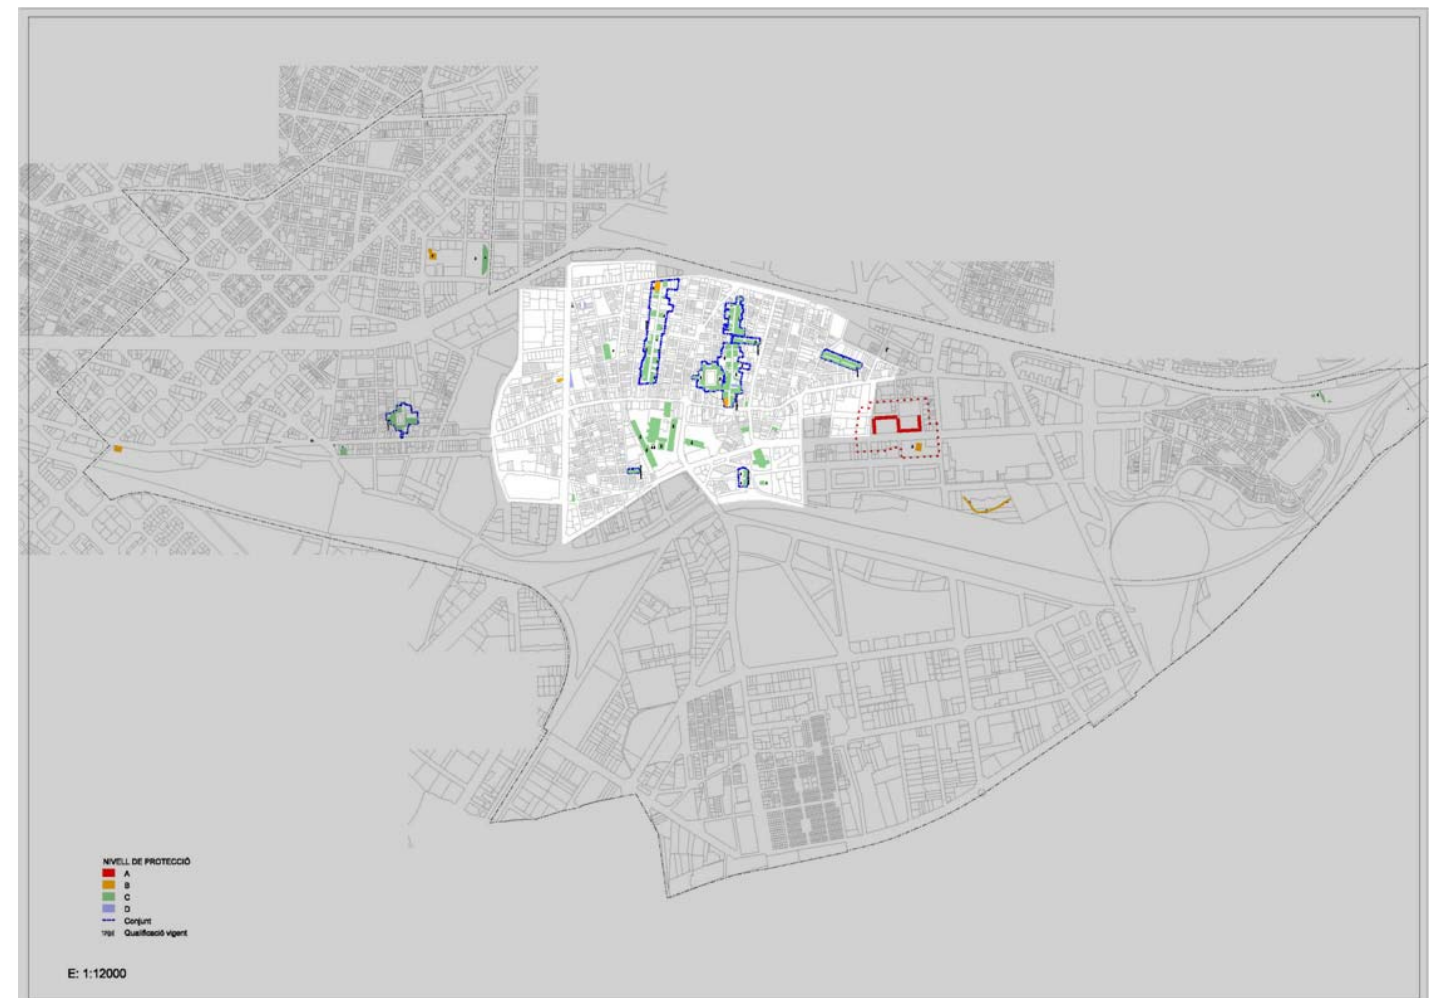 NIVELL DE PROTECCIÓ
A
B
C
D
Conjunt
Qualificació vigent
E: 1:12000